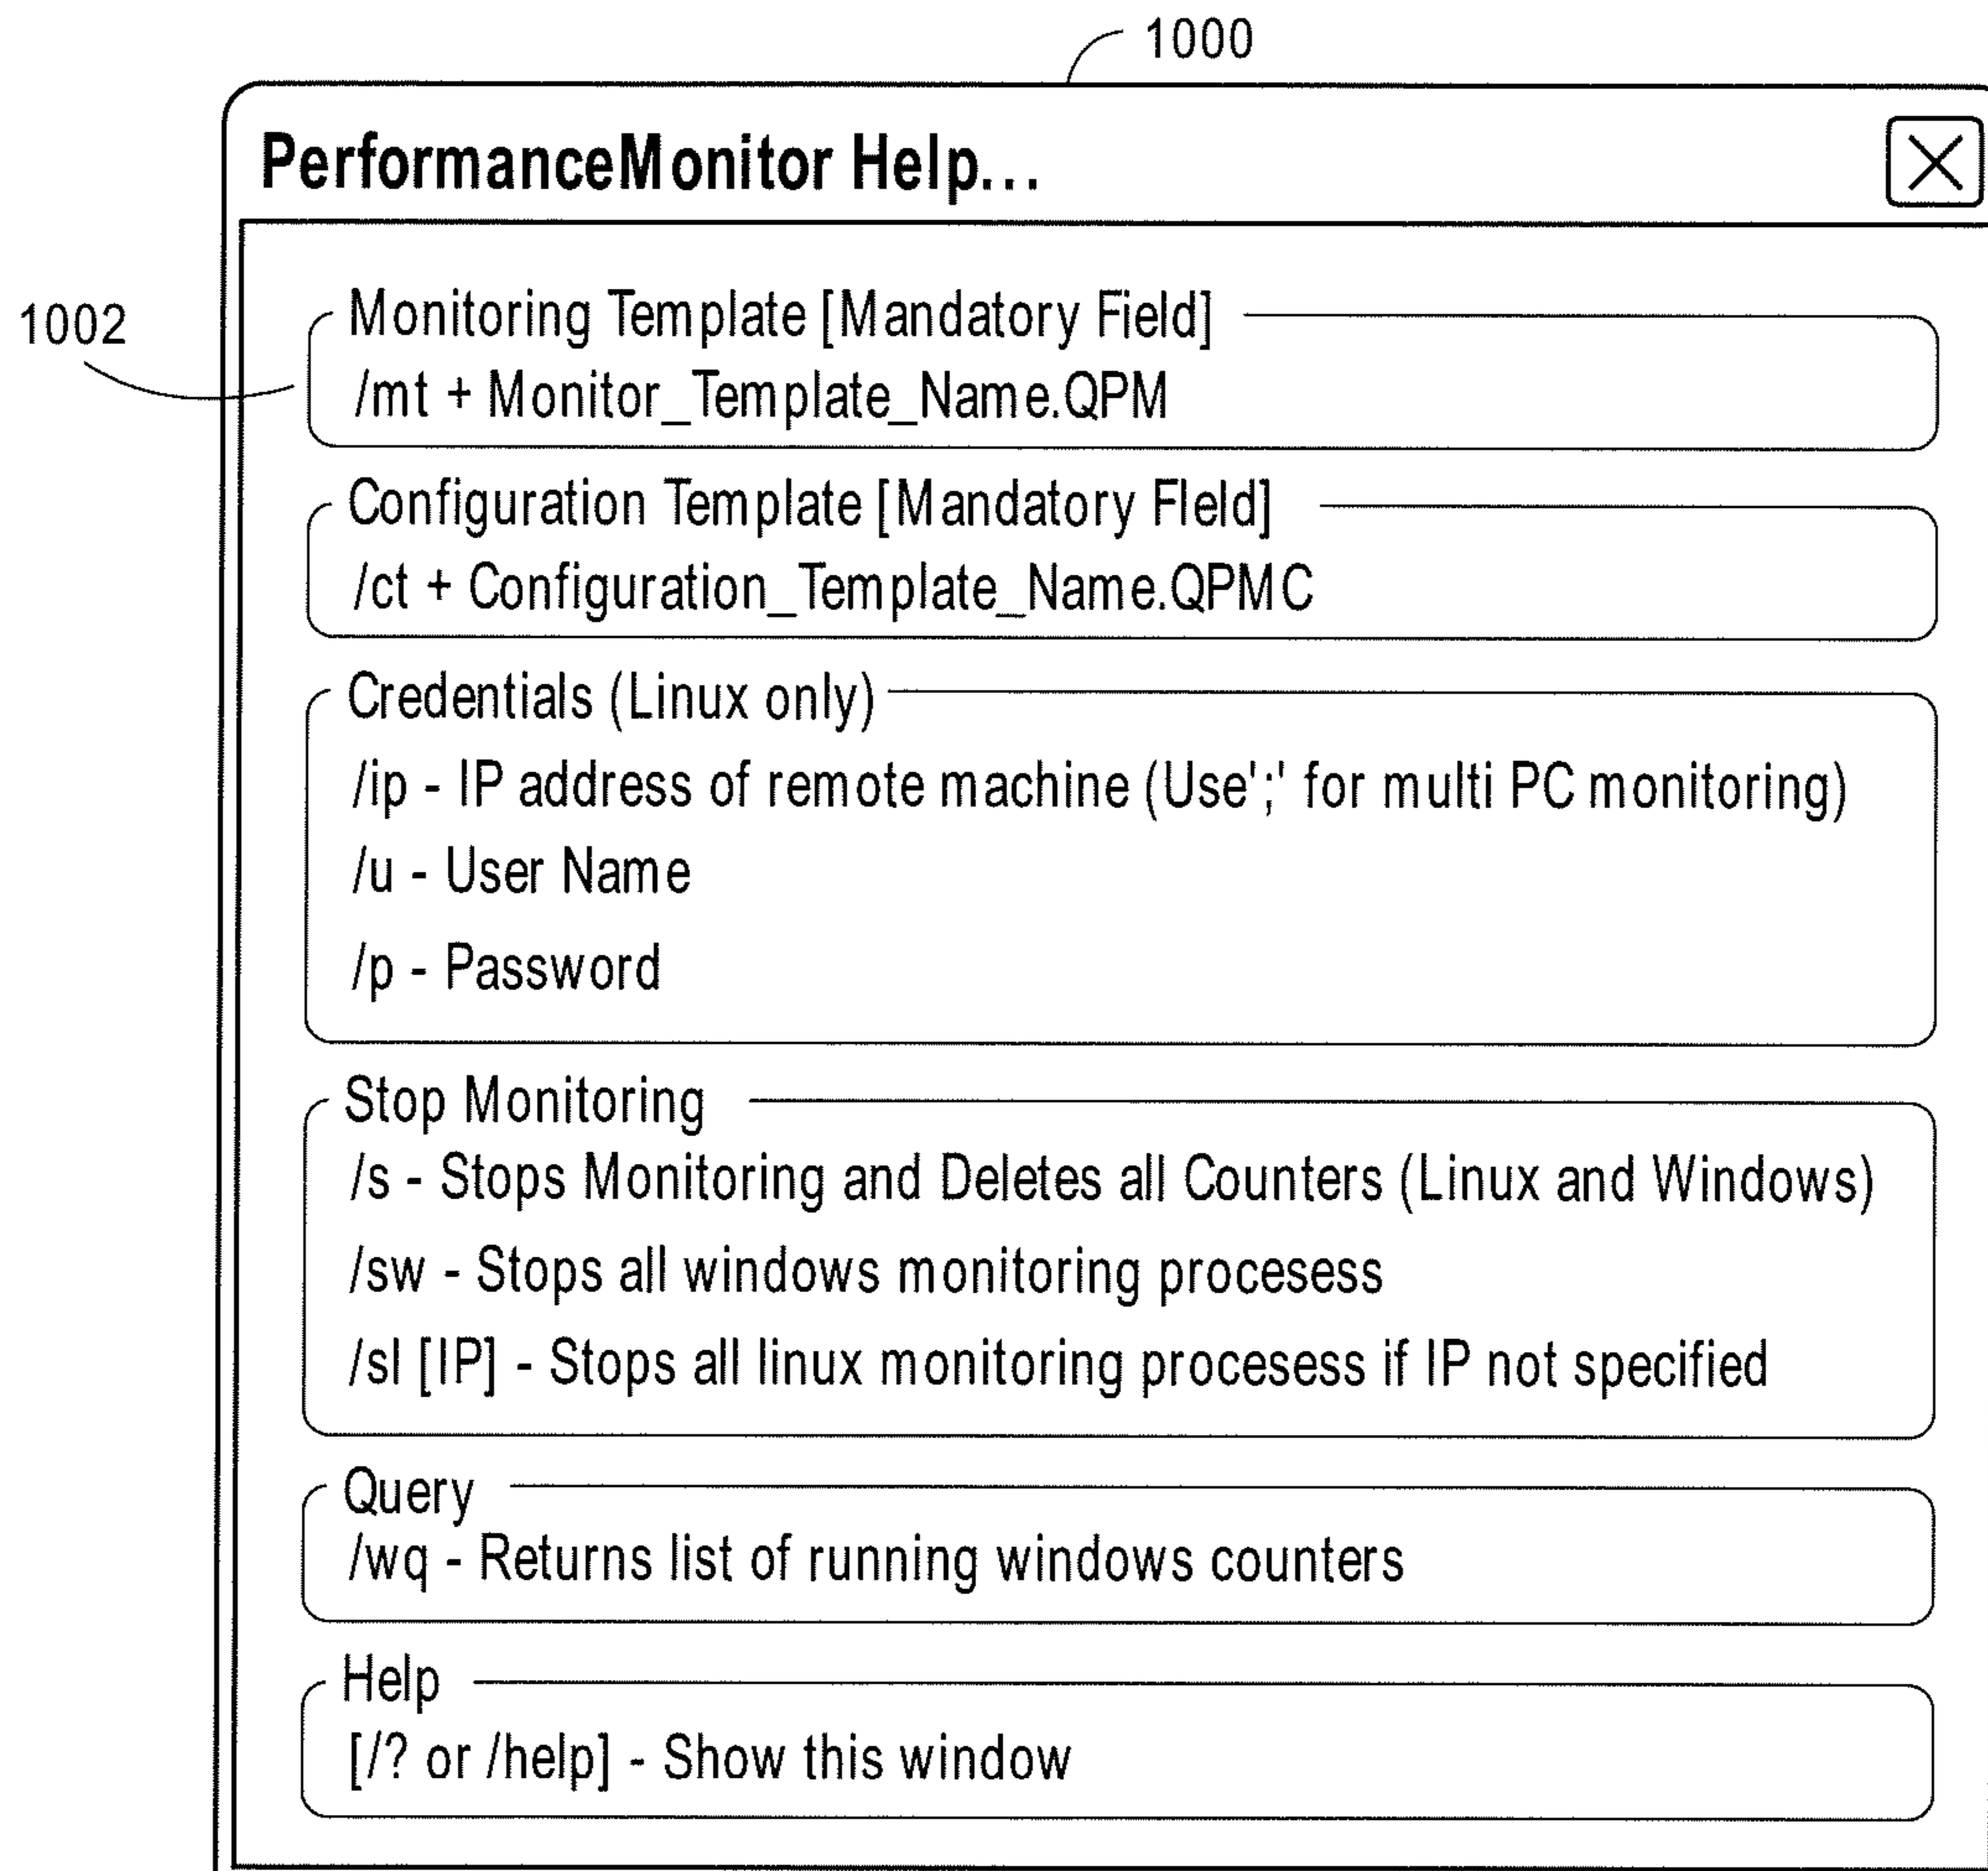 1000
PerformanceMonitor Help...
1002
Monitoring Template [Mandatory Field]
/mt + Monitor_Template_Name.QPM
Configuration Template [Mandatory FIeld]
/ct + Configuration_Template_Name.QPMC
Credentials (Linux only)
/ip - IP address of remote machine (Use';' for multi PC monitoring)
/u - User Name
/p - Password
Stop Monitoring
/s - Stops Monitoring and Deletes all Counters (Linux and Windows)
/sw - Stops all windows monitoring procesess
/sl [IP] - Stops all linux monitoring procesess if IP not specified
Query
/wq - Returns list of running windows counters
Help
[/? or /help] - Show this window